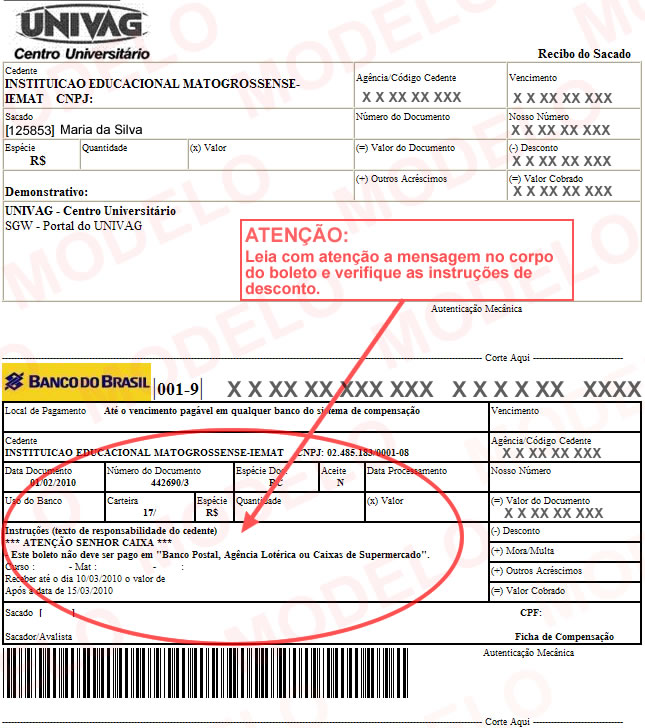 UNIVAG
Centro Universitário
Recibo do Sacado
Cedente
INSTITUICAO EDUCACIONAL MATOGROSSENSE-
IEMAT CNPJ:
Agência/Código Cedente
X X XX XX XXX
Vencimento
X X XX XX XXX
Sacado
[125853] Maria da Silva
Número do Documento
Nosso Número
X X XX XX XXX
Espécie
R$
Quantidade
(x) Valor
(=) Valor do Documento
(-) Desconto
X X XX XX XXX
Demonstrativo:
(+) Outros Acréscimos
(=) Valor Cobrado
X X XX XX XXX
UNIVAG - Centro Universitário
SGW - Portal do UNIVAG
ATENÇÃO:
Leia com atenção a mensagem no corpo
do boleto e verifique as instruções de
desconto.
Autenticação Mecânica
Corte Aqui
BANCO DO BRASIL |001-9| X X XX XX XXX XXX X X X X XX XXXX
Local de Pagamento Até o vencimento pagável em qualquer banco do sistema de compensação
Vencimento
Cedente
INSTITUICAO EDUCACIONAL MATOGROSSENSE-IEMAT CNPJ: 02.485.183/0001-08
Agência/Código Cedente
X X XX XX XXX
Data Documento
01/02/2010
Número do Documento
442690/3
Espécie Doc.
RC
Aceite
N
Data Processamento
Nosso Número
Uso do Banco
Carteira
17/
Espécie
R$
Quantidade
(x) Valor
(=) Valor do Documento
X X XX XX XXX
Instruções (texto de responsabilidade do cedente)
*** ATENÇÃO SENHOR CAIXA ***
. Este boleto não deve ser pago em "Banco Postal, Agência Lotérica ou Caixas de Supermercado".
Curso : - Mat : - :
Receber até o dia 10/03/2010 o valor de
Após a data de 15/03/2010
(-) Desconto
(+) Mora/Multa
(+) Outros Acréscimos
(=) Valor Cobrado
Sacado [ ]
CPF:
Sacador/Avalista
Ficha de Compensação
Autenticação Mecânica
Corte Aqui
MODELO